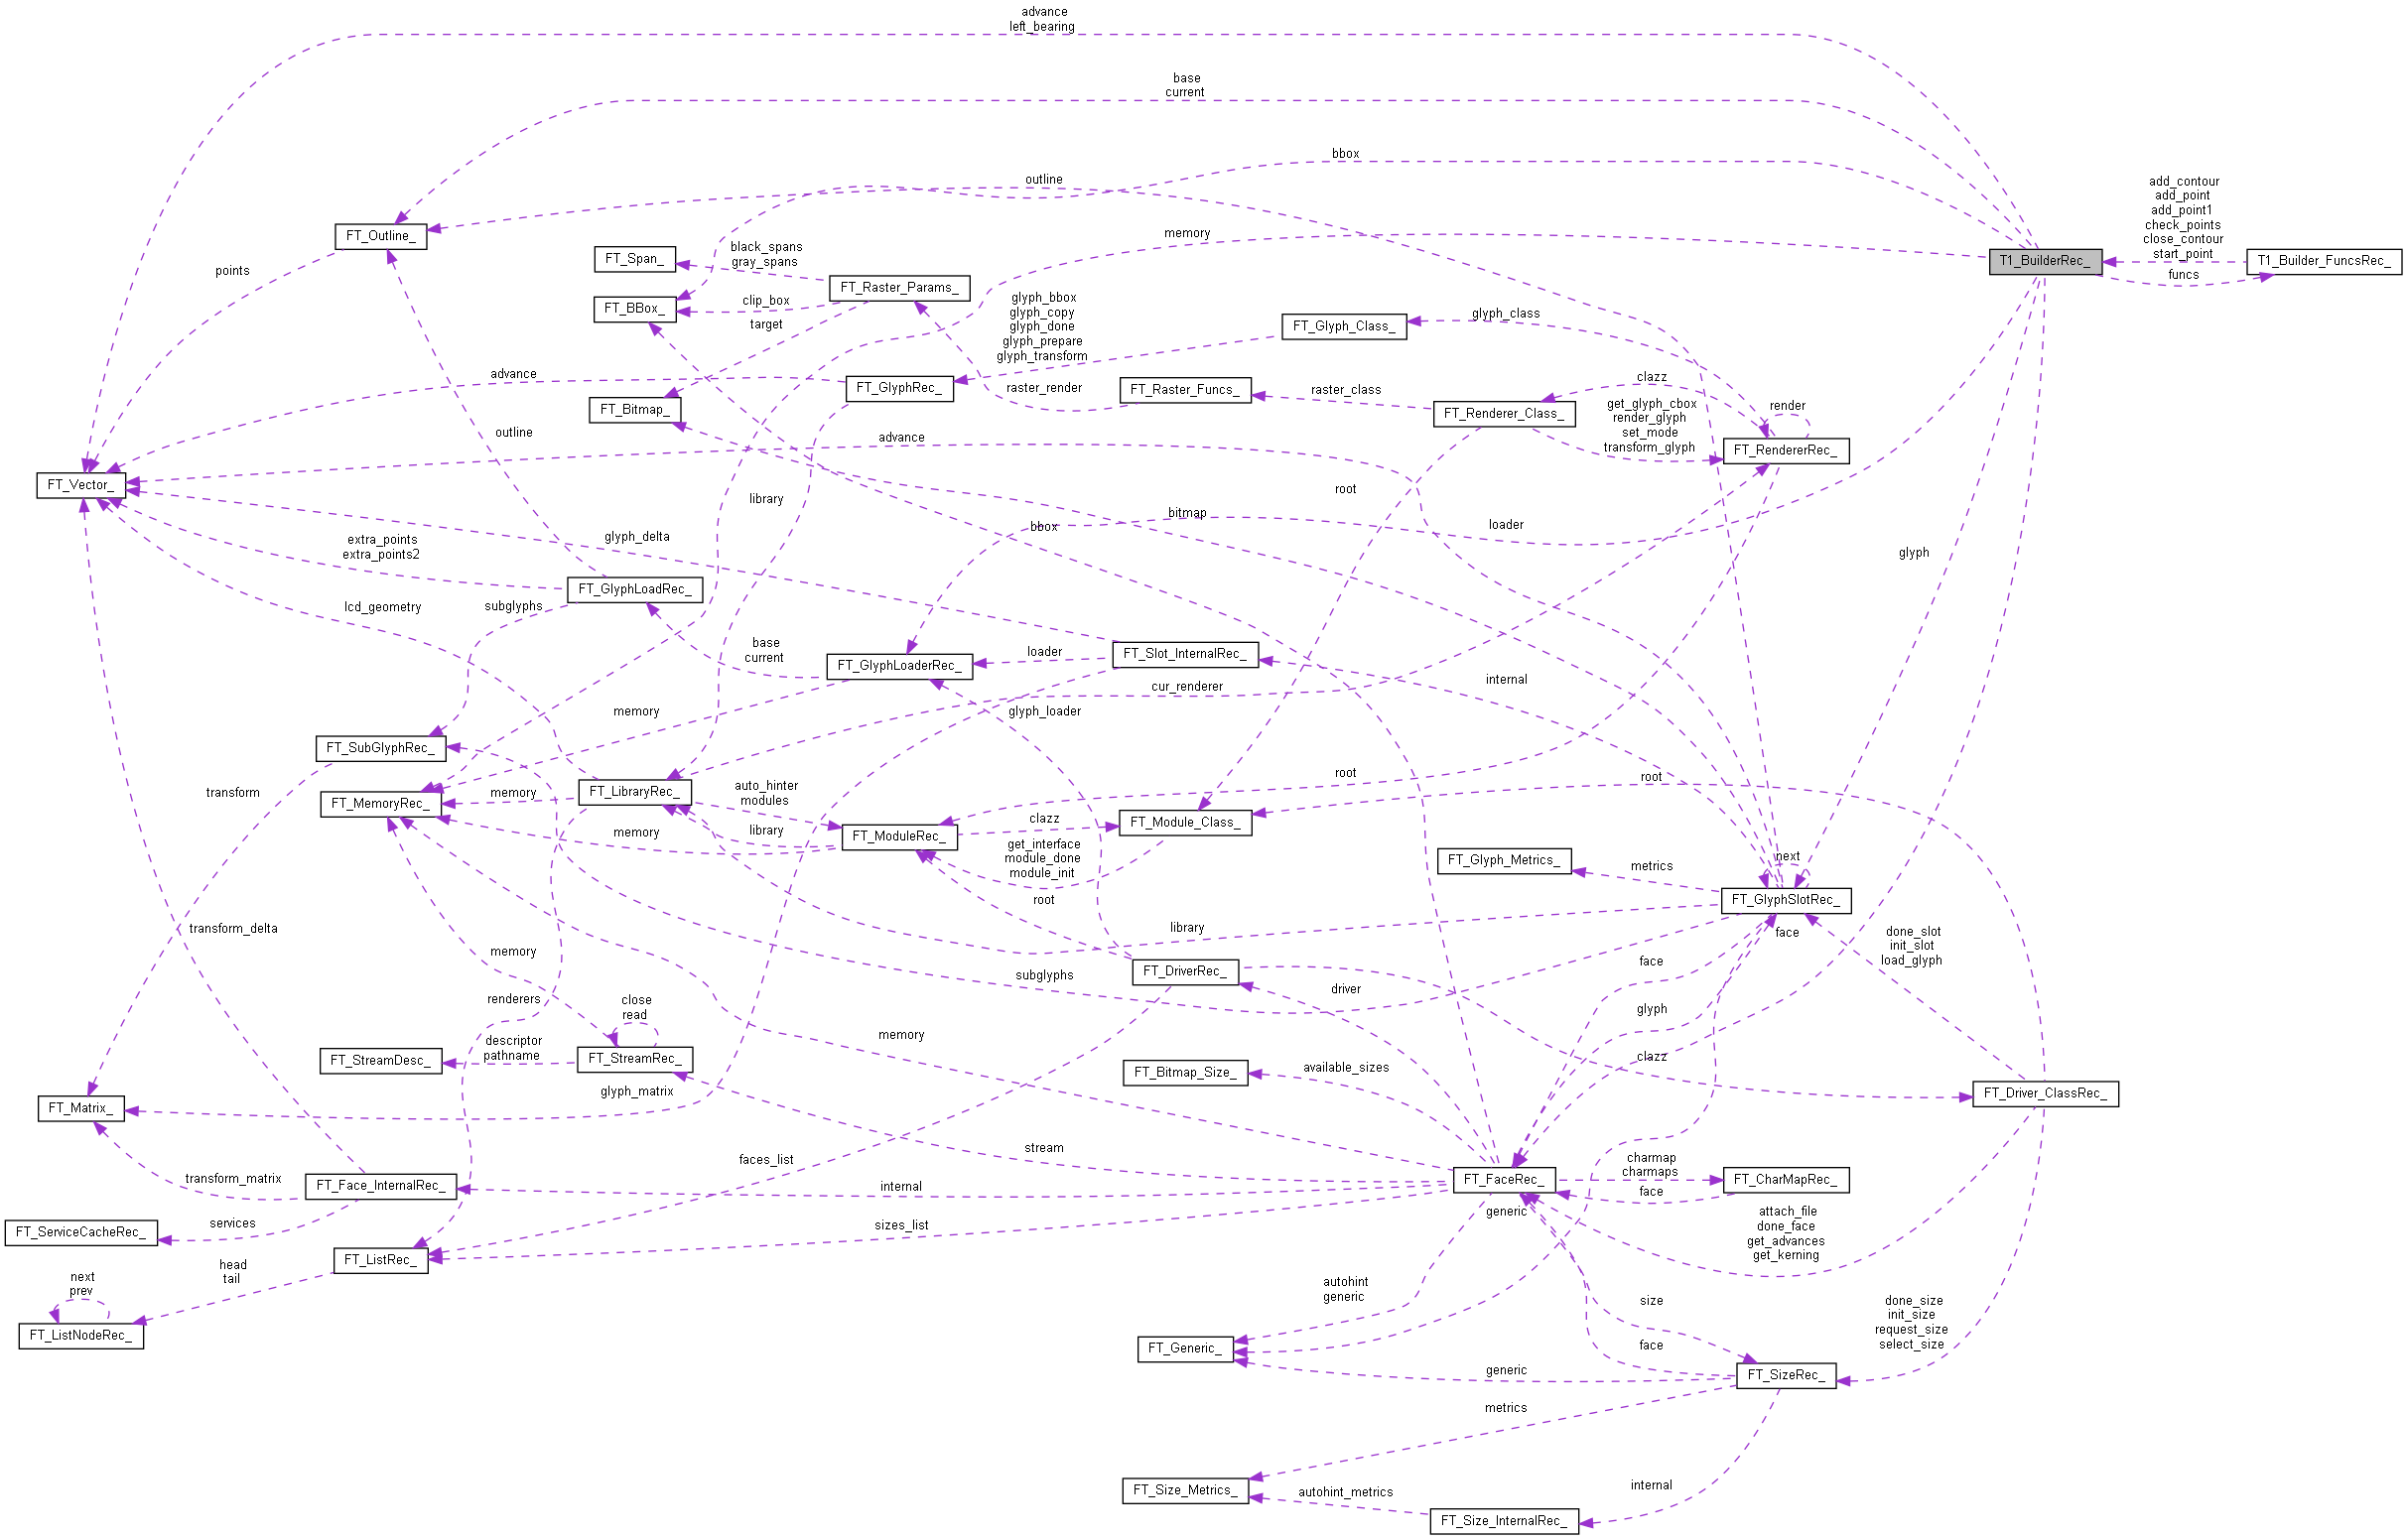 advance
left_bearing
base
current
bbox
outline
add_contour
add_point
add_point1
check_points
close_contour
start_point
memory
FT_Outline_
black_spans
gray_spans
FT_Span_
T1_BuilderRec_
T1_Builder_FuncsRec_
points
funcs
FT_Raster_Params_
clip_box
FT_BBox_
glyph_bbox
glyph_copy
glyph_done
glyph_prepare
glyph_transform
glyph_class
target
FT_Glyph_Class_
advance
FT_GlyphRec_
raster_render
FT_Raster_Funcs_
raster_class
clazz
FT_Bitmap_
FT_Renderer_Class_
get_glyph_cbox
render_glyph
set_mode
transform_glyph
render
outline
advance
FT_RendererRec_
FT_Vector_
library
root
bitmap
bbox
loader
glyph_delta
extra_points
extra_points2
glyph
FT_GlyphLoadRec_
lcd_geometry
subglyphs
base
current
loader
FT_Slot_InternalRec_
FT_GlyphLoaderRec_
internal
cur_renderer
memory
glyph_loader
FT_SubGlyphRec_
transform
FT_LibraryRec_
memory
auto_hinter
modules
root
root
FT_MemoryRec_
FT_ModuleRec_
memory
library
clazz
FT_Module_Class_
get_interface
module_done
module_init
FT_Glyph_Metrics_
metrics
next
FT_GlyphSlotRec_
root
transform_delta
library
face
done_slot
init_slot
load_glyph
memory
FT_DriverRec_
subglyphs
face
driver
renderers
close
read
glyph
memory
descriptor
pathname
FT_StreamDesc_
FT_StreamRec_
clazz
FT_Bitmap_Size_
available_sizes
glyph_matrix
FT_Matrix_
FT_Driver_ClassRec_
stream
faces_list
transform_matrix
FT_Face_InternalRec_
internal
FT_FaceRec_
charmap
charmaps
FT_CharMapRec_
face
generic
services
FT_ServiceCacheRec_
sizes_list
attach_file
done_face
get_advances
get_kerning
FT_ListRec_
head
tail
next
prev
autohint
generic
size
done_size
init_size
request_size
select_size
FT_ListNodeRec_
FT_Generic_
face
generic
FT_SizeRec_
metrics
FT_Size_Metrics_
autohint_metrics
internal
FT_Size_InternalRec_